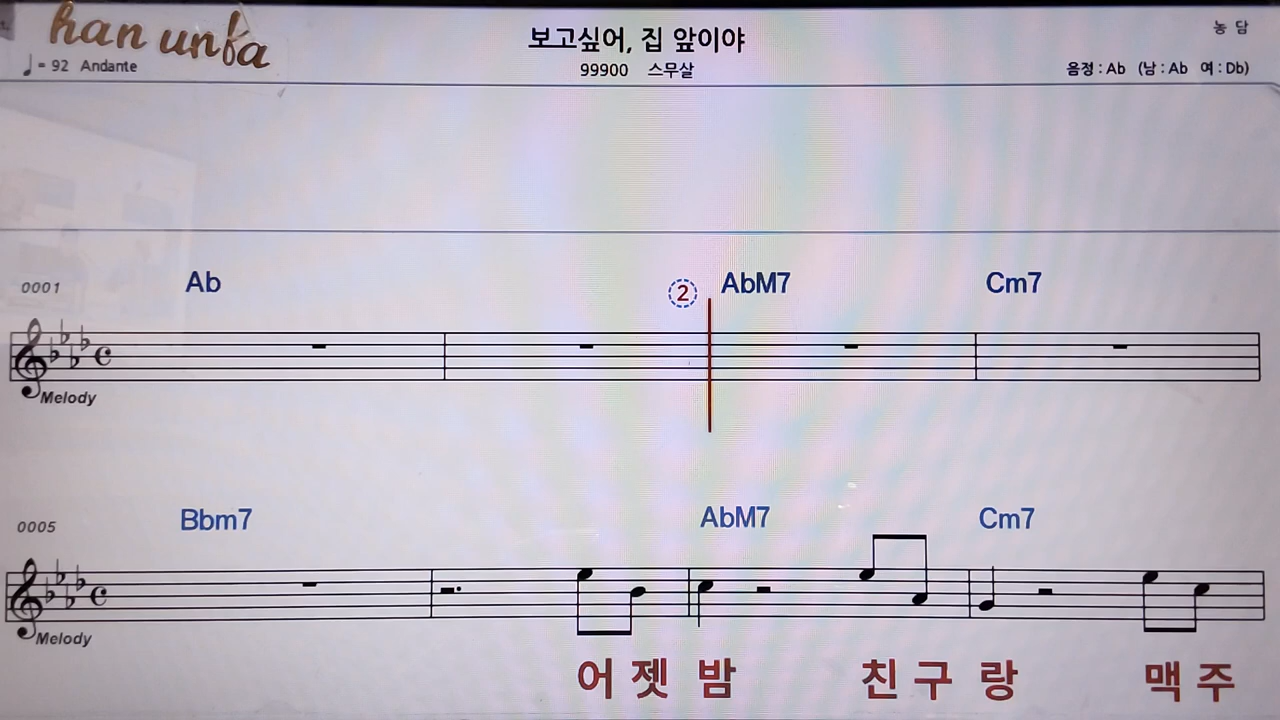 han unba
♩ = 92 Andante
보고싶어, 집 앞이야
99900 스무살
농 담
음정 : Ab (남 : Ab 여 : Db)
0001
Ab
② AbM7 Cm7
Melody
0005
Bbm7 AbM7 Cm7
Melody
어 젯 밤 친 구 랑 맥 주